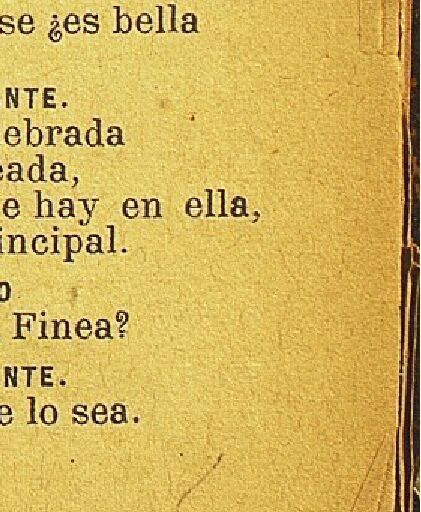 se ¿es bella
NTE.
ebrada
eada,
e hay en ella,
incipal.
O
Finea?
NTE.
e lo sea.